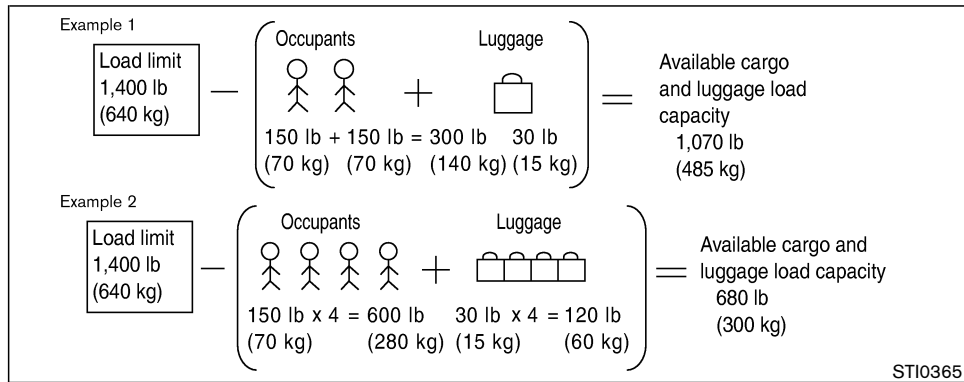 Example 1
Load limit
1,400 lb
(640 kg)
Occupants
Luggage
150 lb + 150 lb = 300 lb 30 lb
(70 kg) (70 kg) (140 kg) (15 kg)
Available cargo
and luggage load
capacity
1,070 lb
(485 kg)
Example 2
Load limit
1,400 lb
(640 kg)
Occupants
Luggage
150 lb x 4 = 600 lb 30 lb x 4 = 120 lb
(70 kg) (280 kg) (15 kg) (60 kg)
Available cargo and
luggage load capacity
680 lb
(300 kg)
STI0365